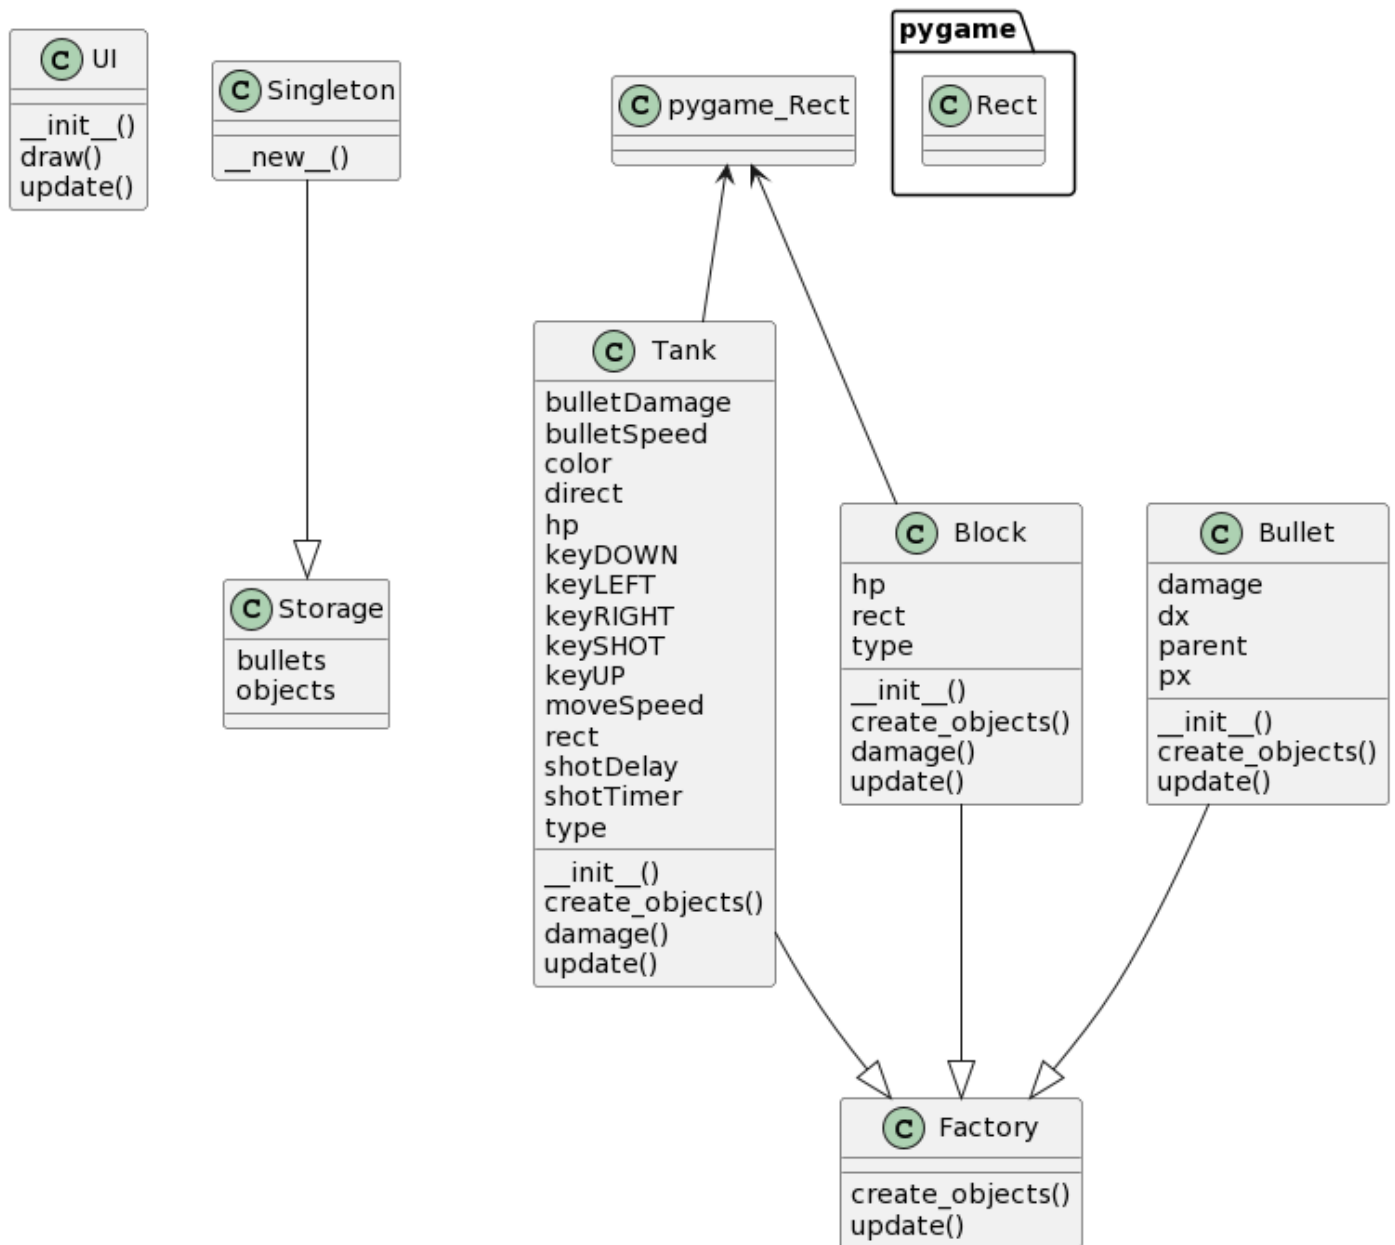 UI
__init__()
draw()
update()
Singleton
__new__()
pygame_Rect
pygame
Rect
Tank
bulletDamage
bulletSpeed
color
direct
hp
keyDOWN
keyLEFT
keyRIGHT
keySHOT
keyUP
moveSpeed
rect
shotDelay
shotTimer
type
__init__()
create_objects()
damage()
update()
Block
hp
rect
type
__init__()
create_objects()
damage()
update()
Bullet
damage
dx
parent
px
__init__()
create_objects()
update()
Storage
bullets
objects
Factory
create_objects()
update()